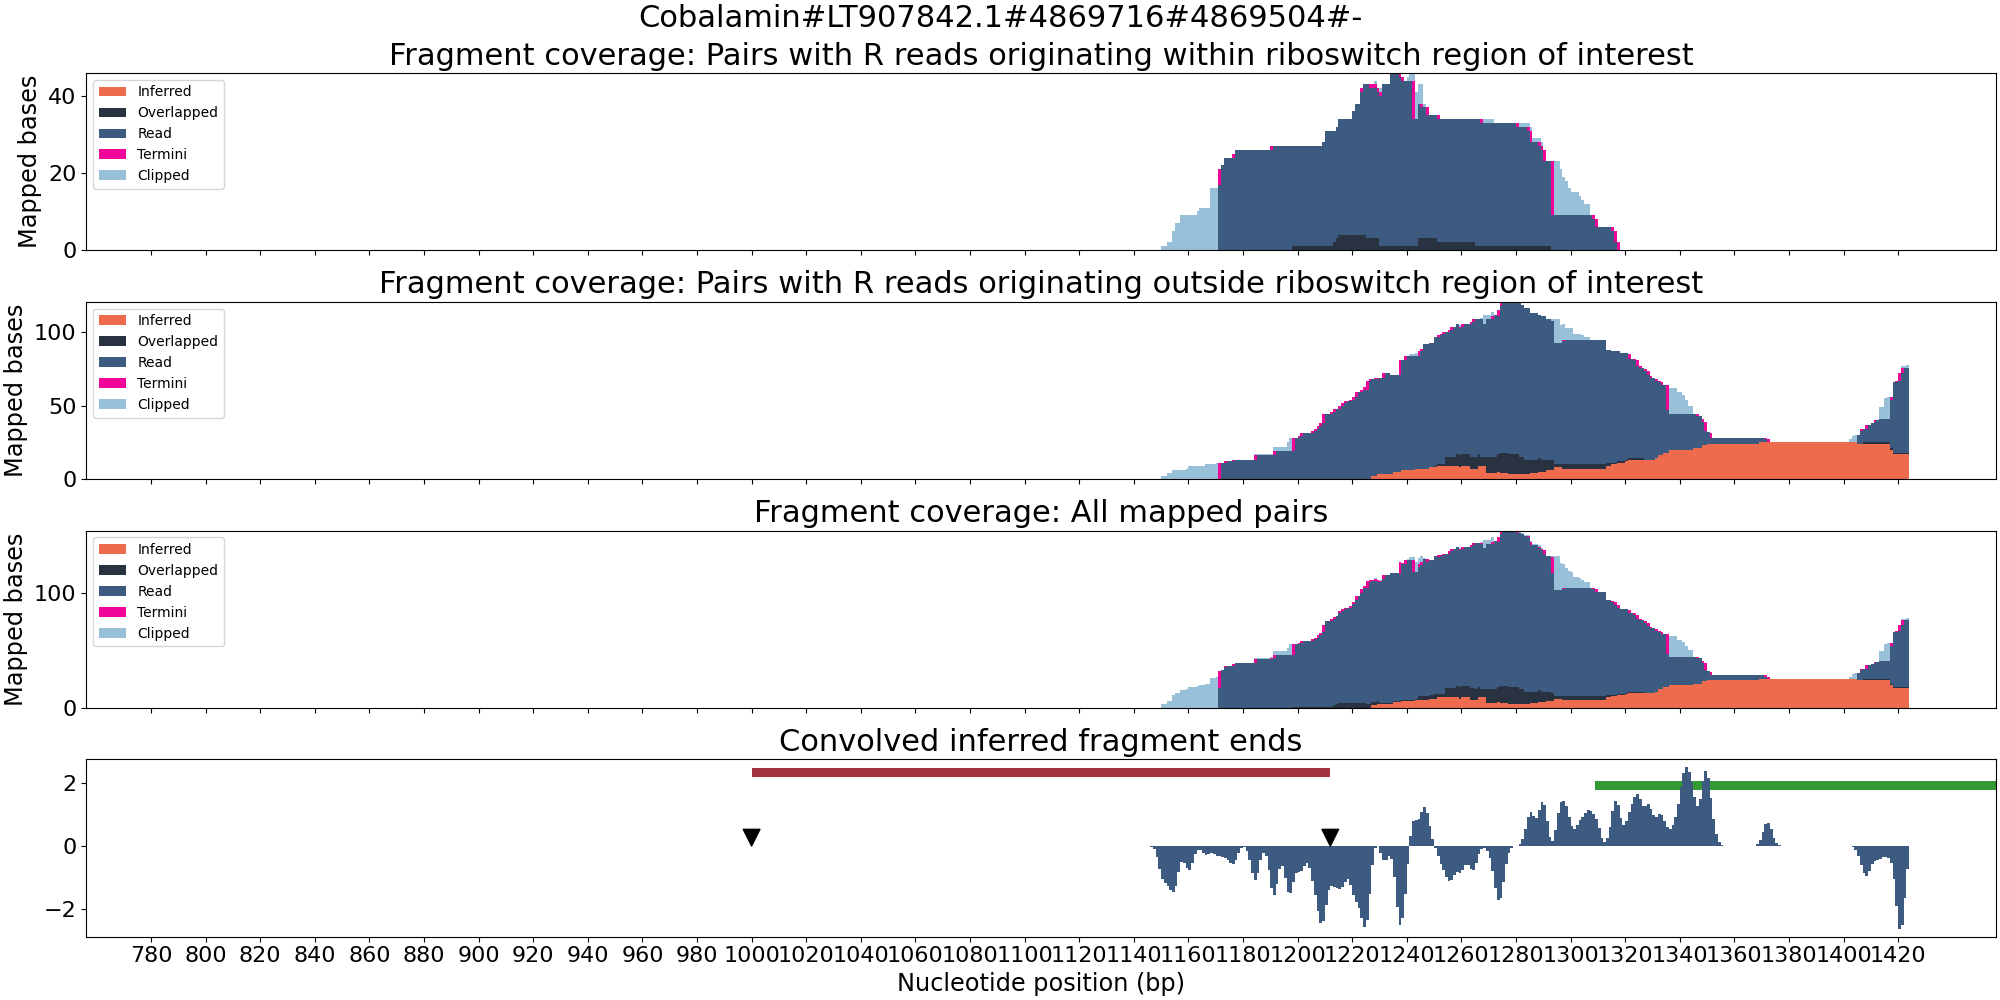 Cobalamin#LT907842.1#4869716#4869504#-
Fragment coverage: Pairs with R reads originating within riboswitch region of interest
Mapped bases
40
20
0
Inferred
Overlapped
Read
Termini
Clipped
Fragment coverage: Pairs with R reads originating outside riboswitch region of interest
Mapped bases
100
50
0
Inferred
Overlapped
Read
Termini
Clipped
Fragment coverage: All mapped pairs
Mapped bases
100
0
Inferred
Overlapped
Read
Termini
Clipped
Convolved inferred fragment ends
2
0
−2
780 800 820 840 860 880 900 920 940 960 980 1000 1020 1040 1060 1080 1100 1120 1140 1160 1180 1200 1220 1240 1260 1280 1300 1320 1340 1360 1380 1400 1420
Nucleotide position (bp)